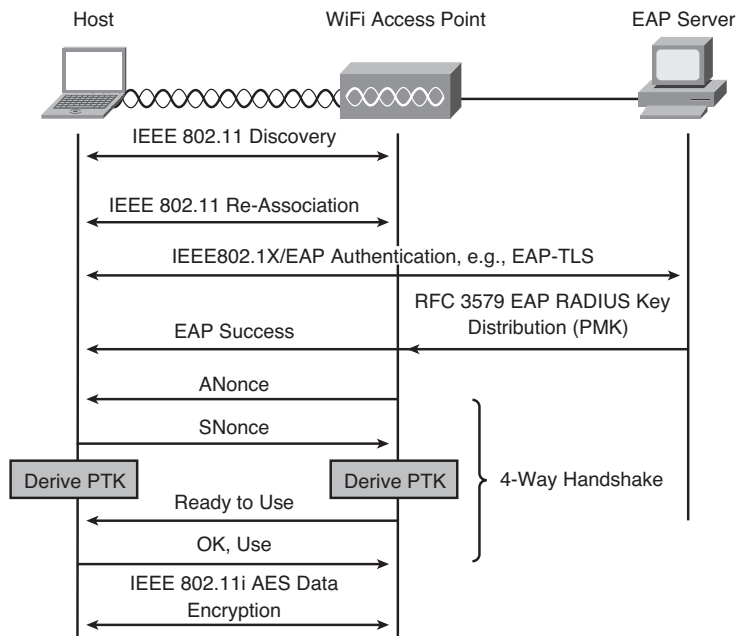 Host
WiFi Access Point
EAP Server
IEEE 802.11 Discovery
IEEE 802.11 Re-Association
IEEE802.1X/EAP Authentication, e.g., EAP-TLS
RFC 3579 EAP RADIUS Key
Distribution (PMK)
EAP Success
ANonce
SNonce
Derive PTK
Derive PTK
4-Way Handshake
Ready to Use
OK, Use
IEEE 802.11i AES Data
Encryption